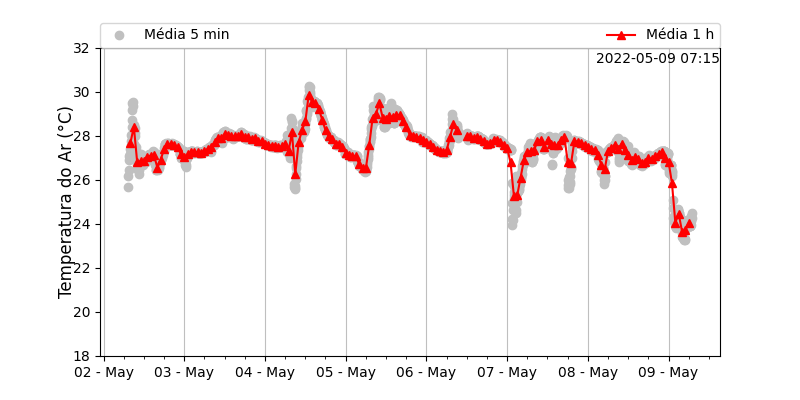 Média 5 min
Média 1 h
2022-05-09 07:15
Temperatura do Ar (°C)
32
30
28
26
24
22
20
18
02 - May
03 - May
04 - May
05 - May
06 - May
07 - May
08 - May
09 - May